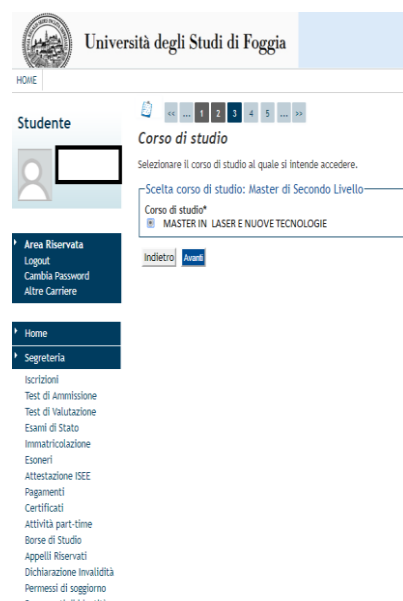 Università degli Studi di Foggia
HOME
Studente
Area Riservata
Logout
Cambia Password
Altre Carriere
Home
Segreteria
Iscrizioni
Test di Ammissione
Test di Valutazione
Esami di Stato
Immatricolazione
Esoneri
Attestazione ISEE
Pagamenti
Certificati
Attività part-time
Borse di Studio
Appelli Riservati
Dichiarazione Invalidità
Permessi di soggiorno
<< ... 1 2 3 4 5 ... >>
Corso di studio
Selezionare il corso di studio al quale si intende accedere.
Scelta corso di studio: Master di Secondo Livello
Corso di studio*
MASTER IN LASER E NUOVE TECNOLOGIE
Indietro Avanti